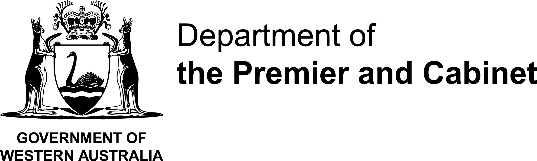 Department of
the Premier and Cabinet
GOVERNMENT OF
WESTERN AUSTRALIA